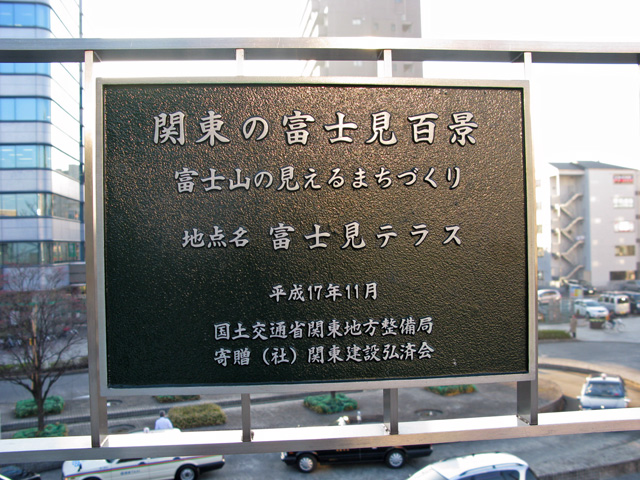 関東の富士見百景
富士山の見えるまちづくり
地点名 富士見テラス
平成17年11月
国土交通省関東地方整備局
寄贈（社）関東建設弘済会